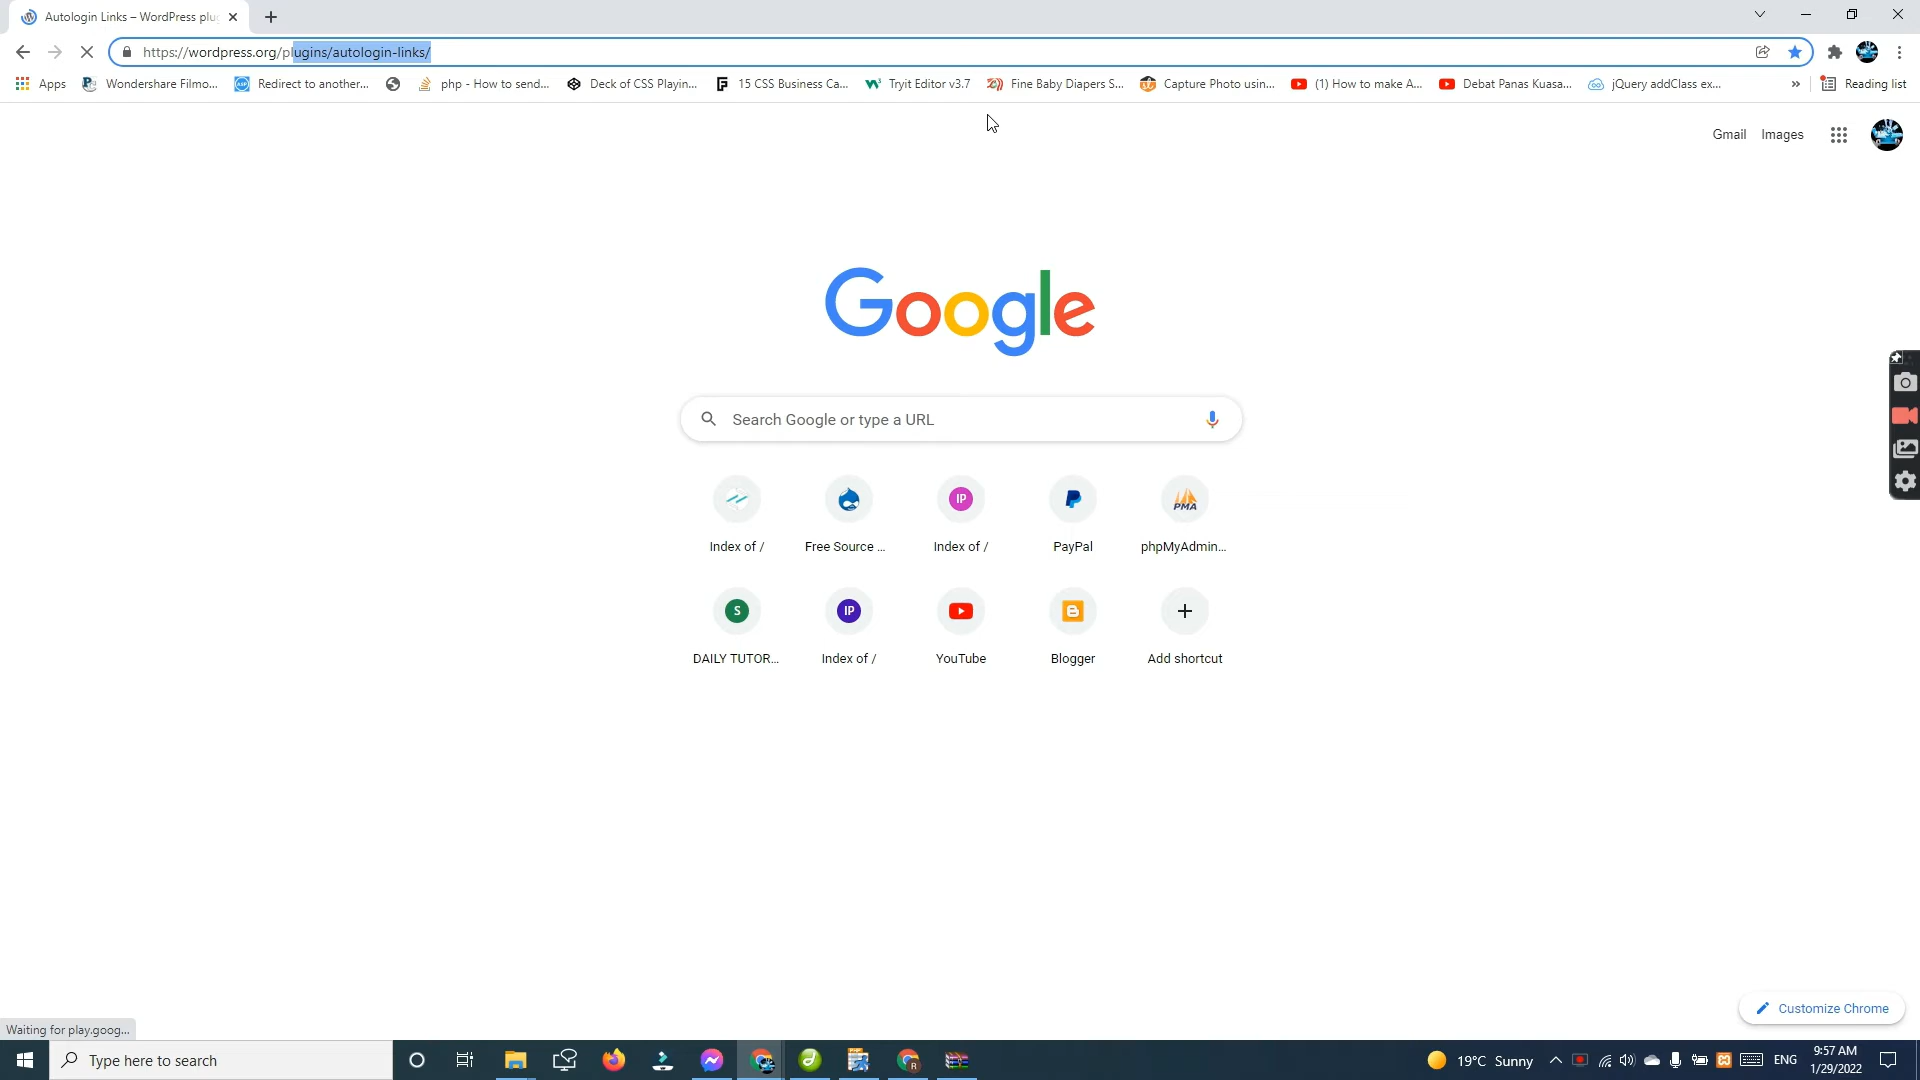 Autologin Links – WordPress plu
https://wordpress.org/plugins/autologin-links/
Apps
Wondershare Filmo...
Redirect to another...
php - How to send...
Deck of CSS Playin...
15 CSS Business Ca...
Tryit Editor v3.7
Fine Baby Diapers S...
Capture Photo usin...
(1) How to make A...
Debat Panas Kuasa...
jQuery addClass ex...
»
Reading list
Gmail
Images
Google
Search Google or type a URL
IP
PMA
Index of /
Free Source ...
Index of /
PayPal
phpMyAdmin...
S
IP
DAILY TUTOR...
Index of /
YouTube
Blogger
Add shortcut
Customize Chrome
Waiting for play.goog...
Type here to search
R
19°C Sunny
ENG
9:57 AM
1/29/2022